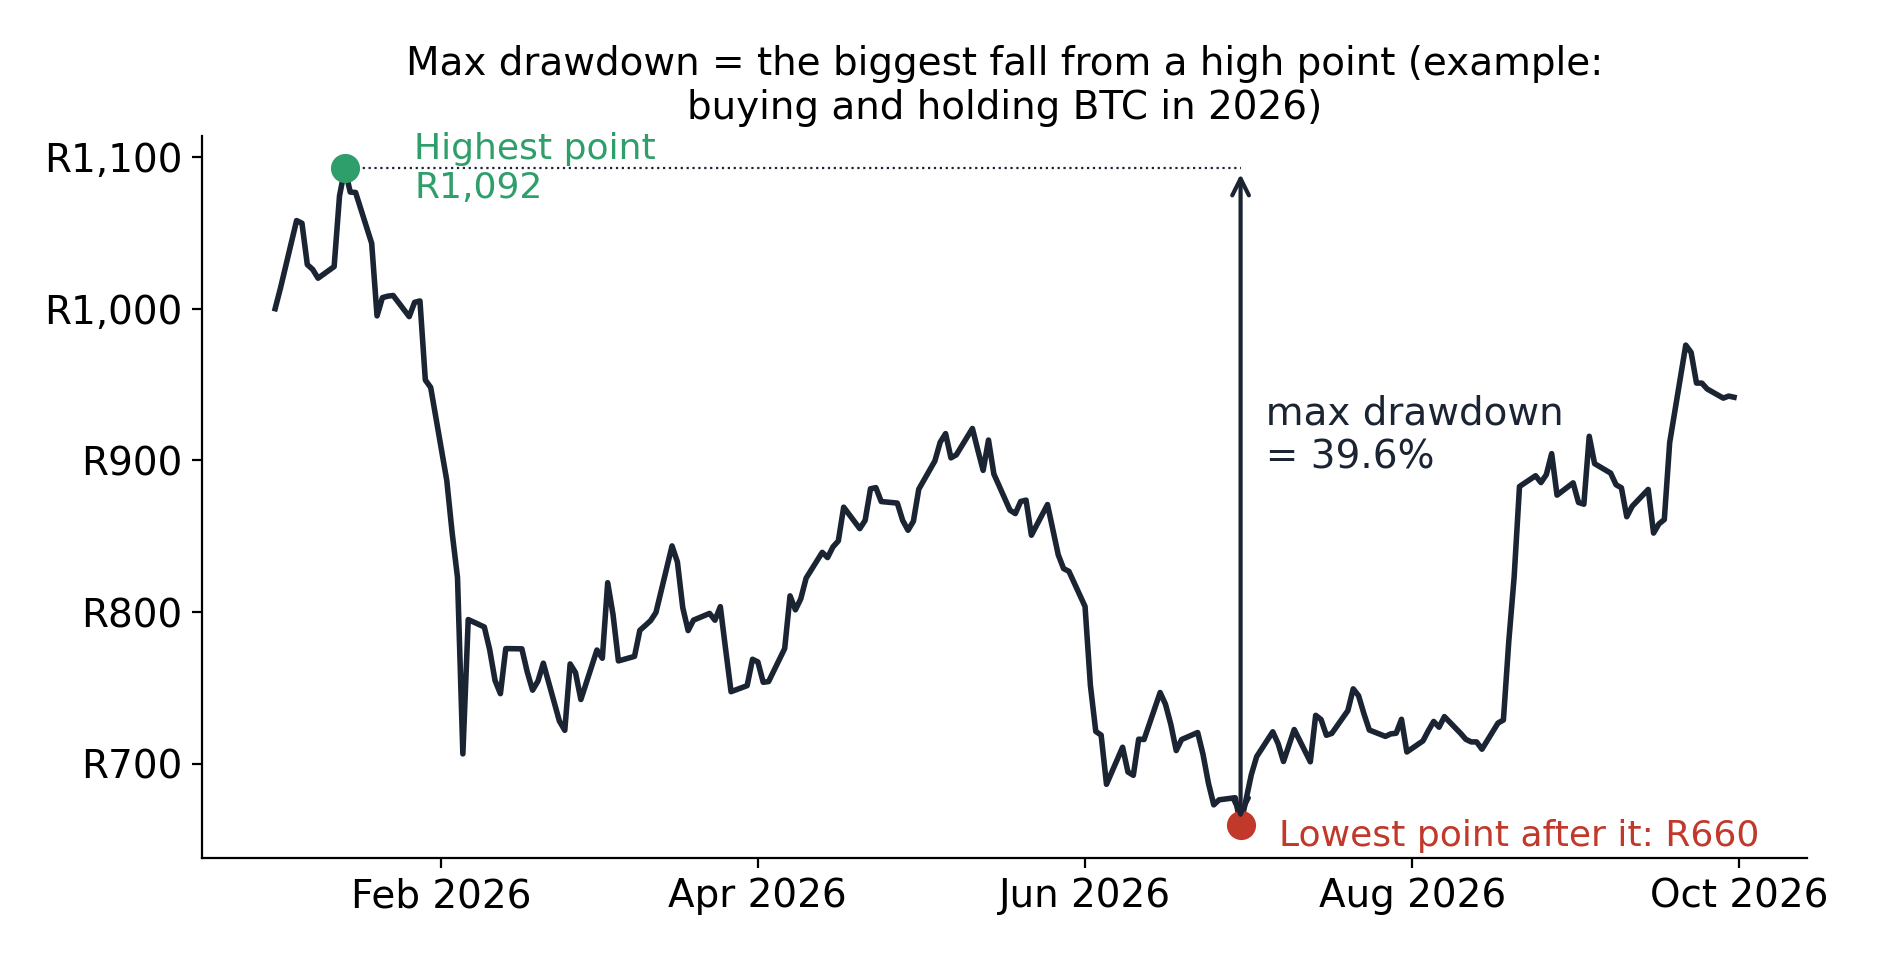 Max drawdown = the biggest fall from a high point (example:
buying and holding BTC in 2026)
Highest point
R1,092
R1,100
R1,000
R900
R800
R700
max drawdown
= 39.6%
Lowest point after it: R660
Feb 2026
Apr 2026
Jun 2026
Aug 2026
Oct 2026